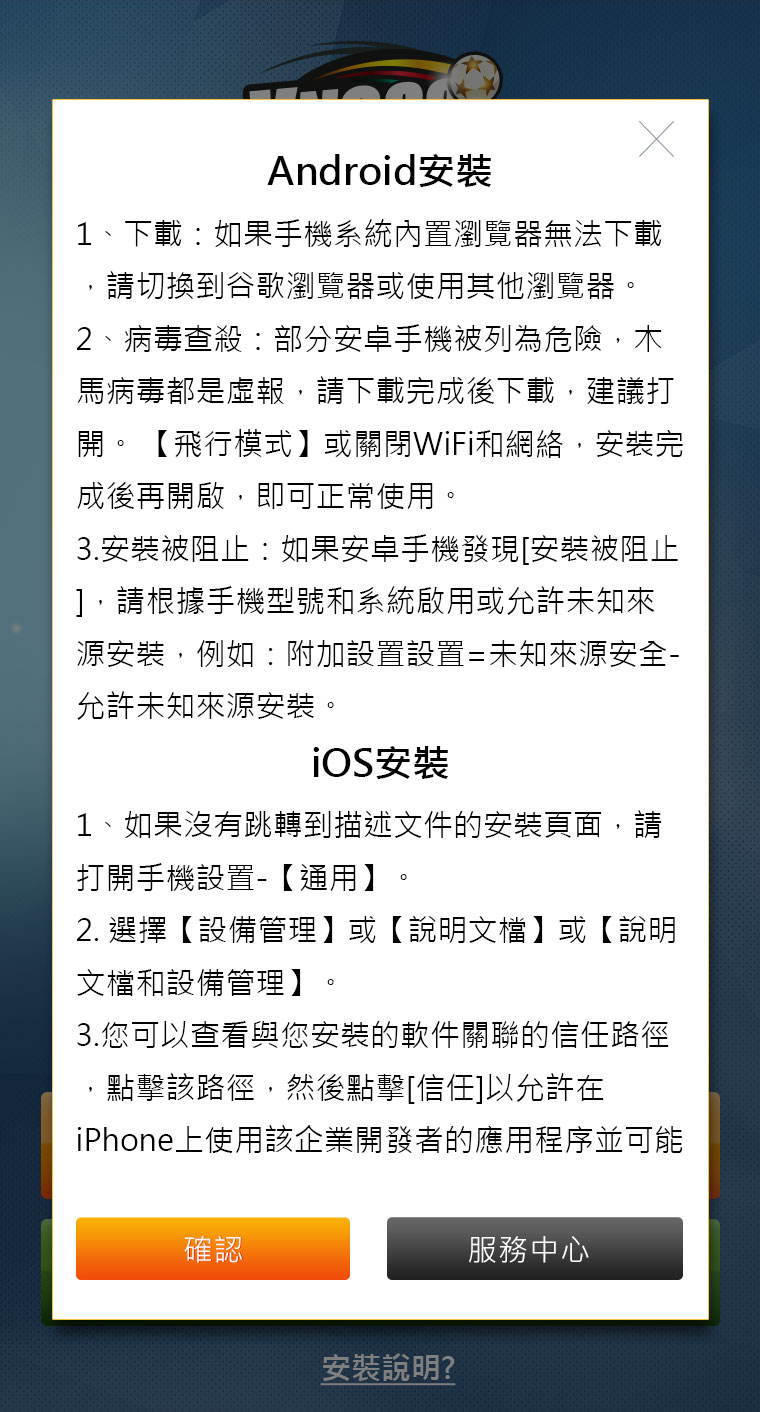 Android安裝
1、下載：如果手機系統內置瀏覽器無法下載
，請切換到谷歌瀏覽器或使用其他瀏覽器。
2、病毒查殺：部分安卓手機被列為危險，木
馬病毒都是虛報，請下載完成後下載，建議打
開。【飛行模式】或關閉WiFi和網絡，安裝完
成後再開啟，即可正常使用。
3.安裝被阻止：如果安卓手機發現[安裝被阻止
]，請根據手機型號和系統啟用或允許未知來
源安裝，例如：附加設置設置=未知來源安全-
允許未知來源安裝。
iOS安裝
1、如果沒有跳轉到描述文件的安裝頁面，請
打開手機設置-【通用】。
2. 選擇【設備管理】或【說明文檔】或【說明
文檔和設備管理】。
3.您可以查看與您安裝的軟件關聯的信任路徑
，點擊該路徑，然後點擊[信任]以允許在
iPhone上使用該企業開發者的應用程序並可能
確認
服務中心
安裝說明?